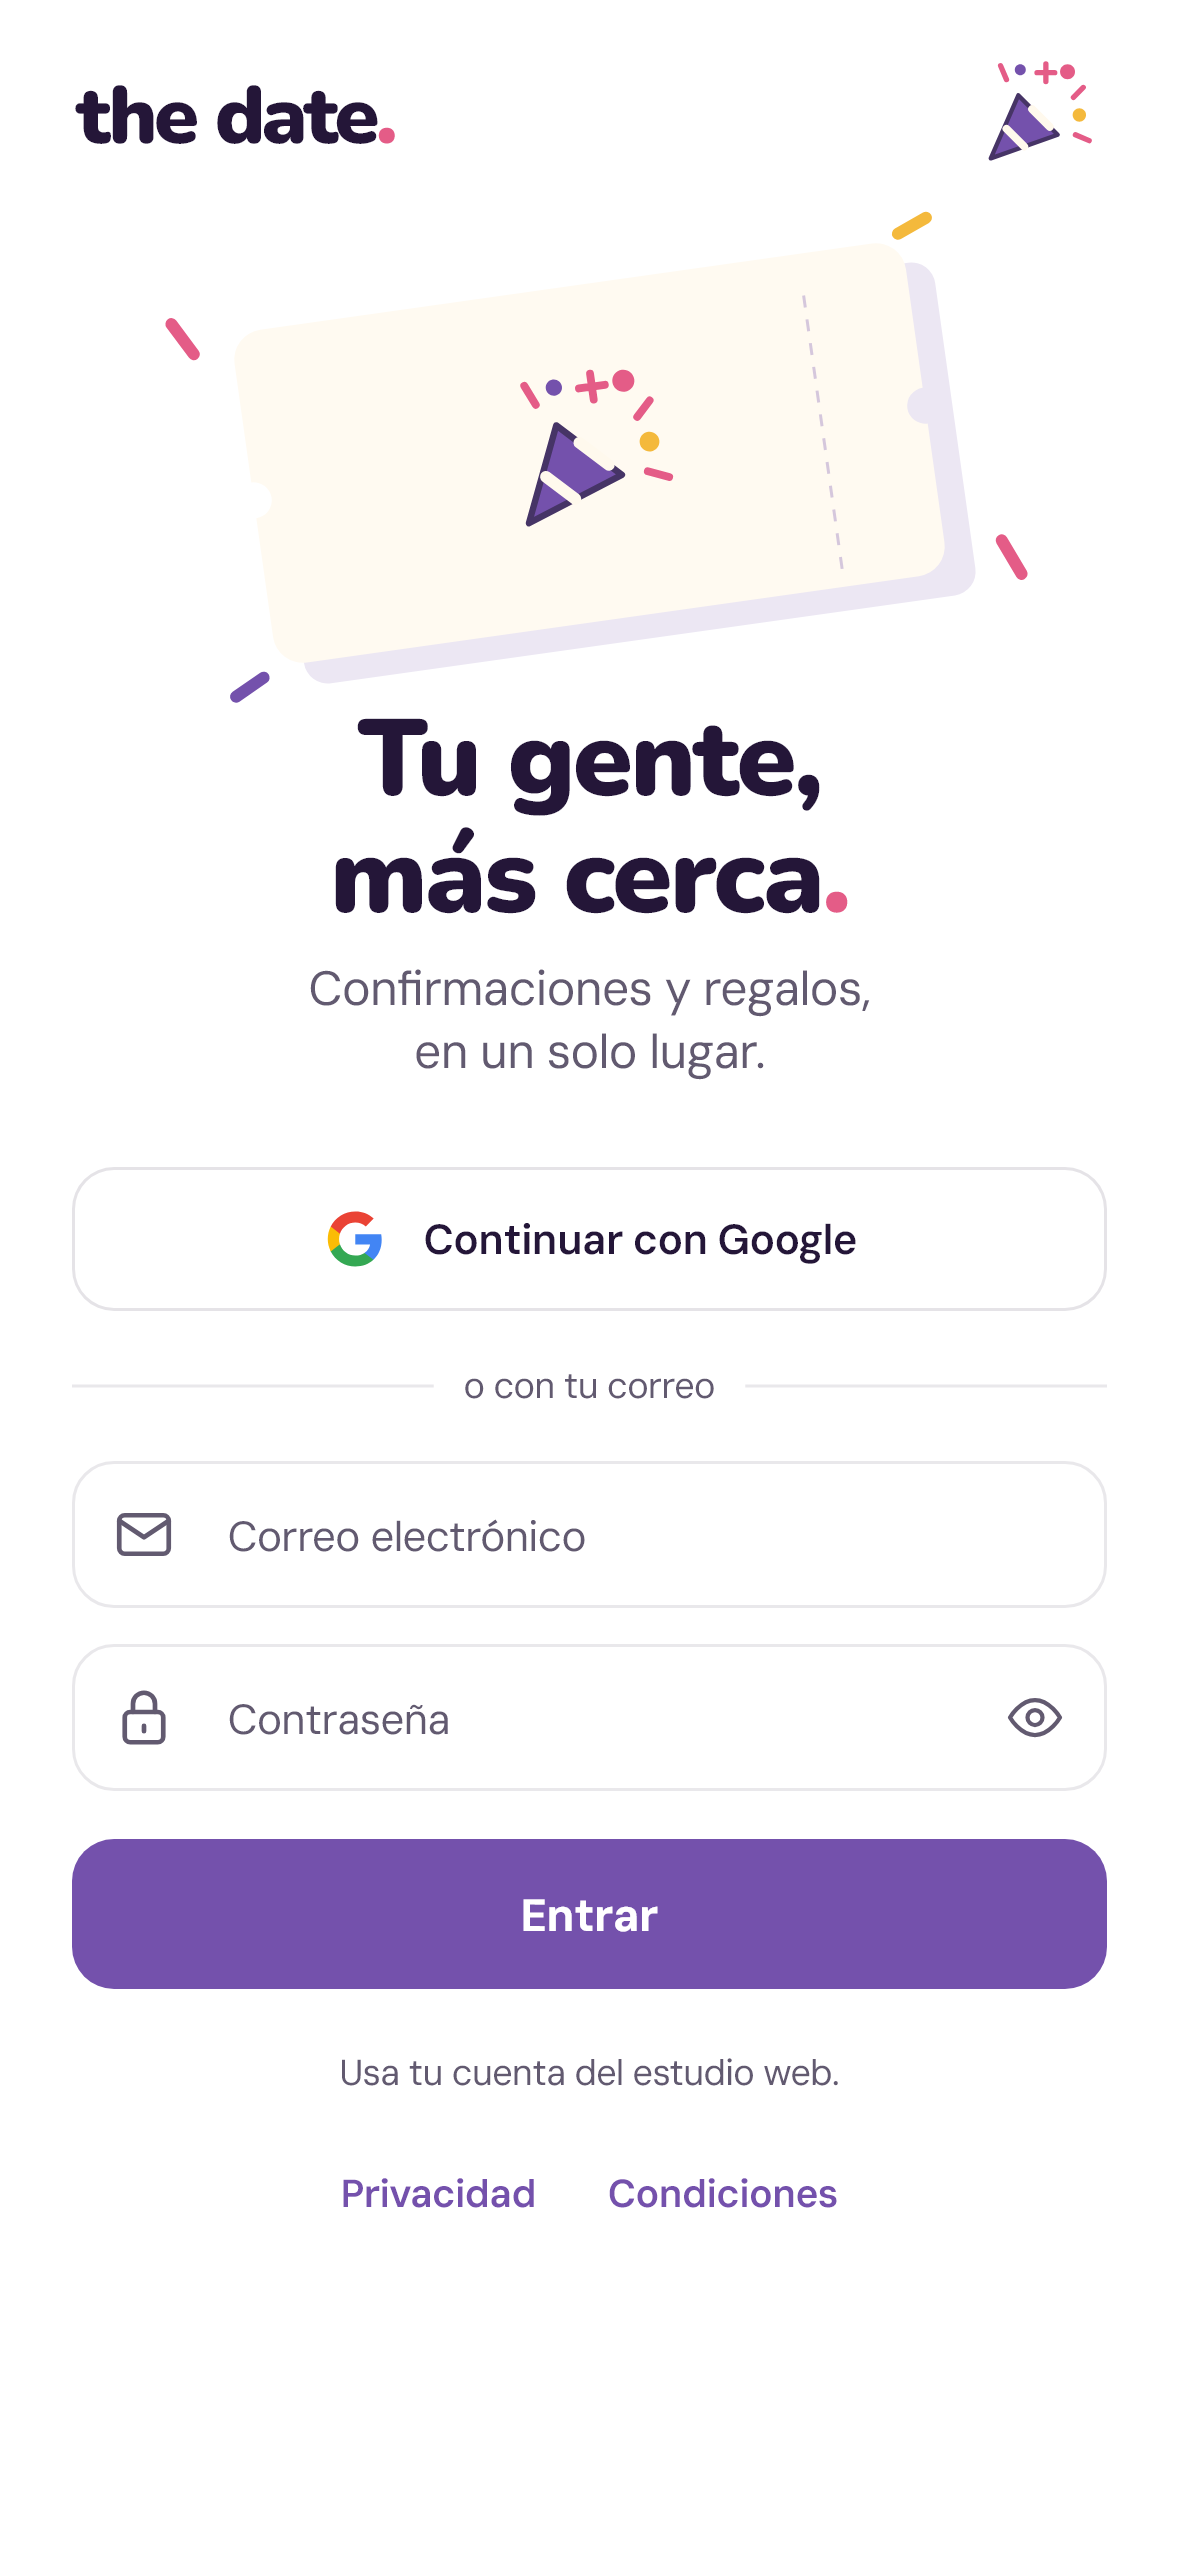 the date.
Tu gente,
más cerca.
Confirmaciones y regalos,
en un solo lugar.
Continuar con Google
o con tu correo
Correo electrónico
Contraseña
Entrar
Usa tu cuenta del estudio web.
Privacidad Condiciones